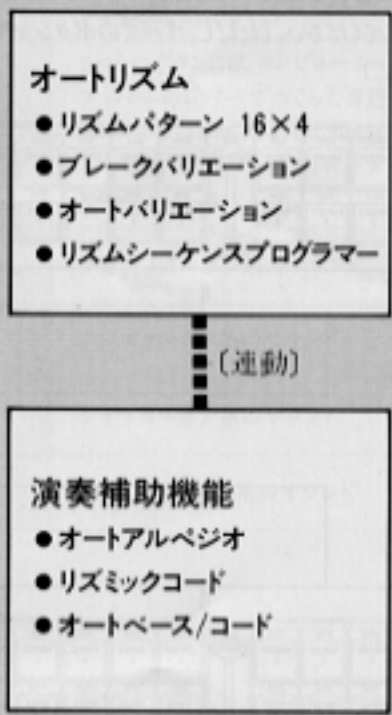 オートリズム
●リズムパターン 16×4
●ブレークバリエーション
●オートバリエーション
●リズムシーケンスプログラマー
〔連動〕
演奏補助機能
●オートアルペジオ
●リズミックコード
●オートベース/コード